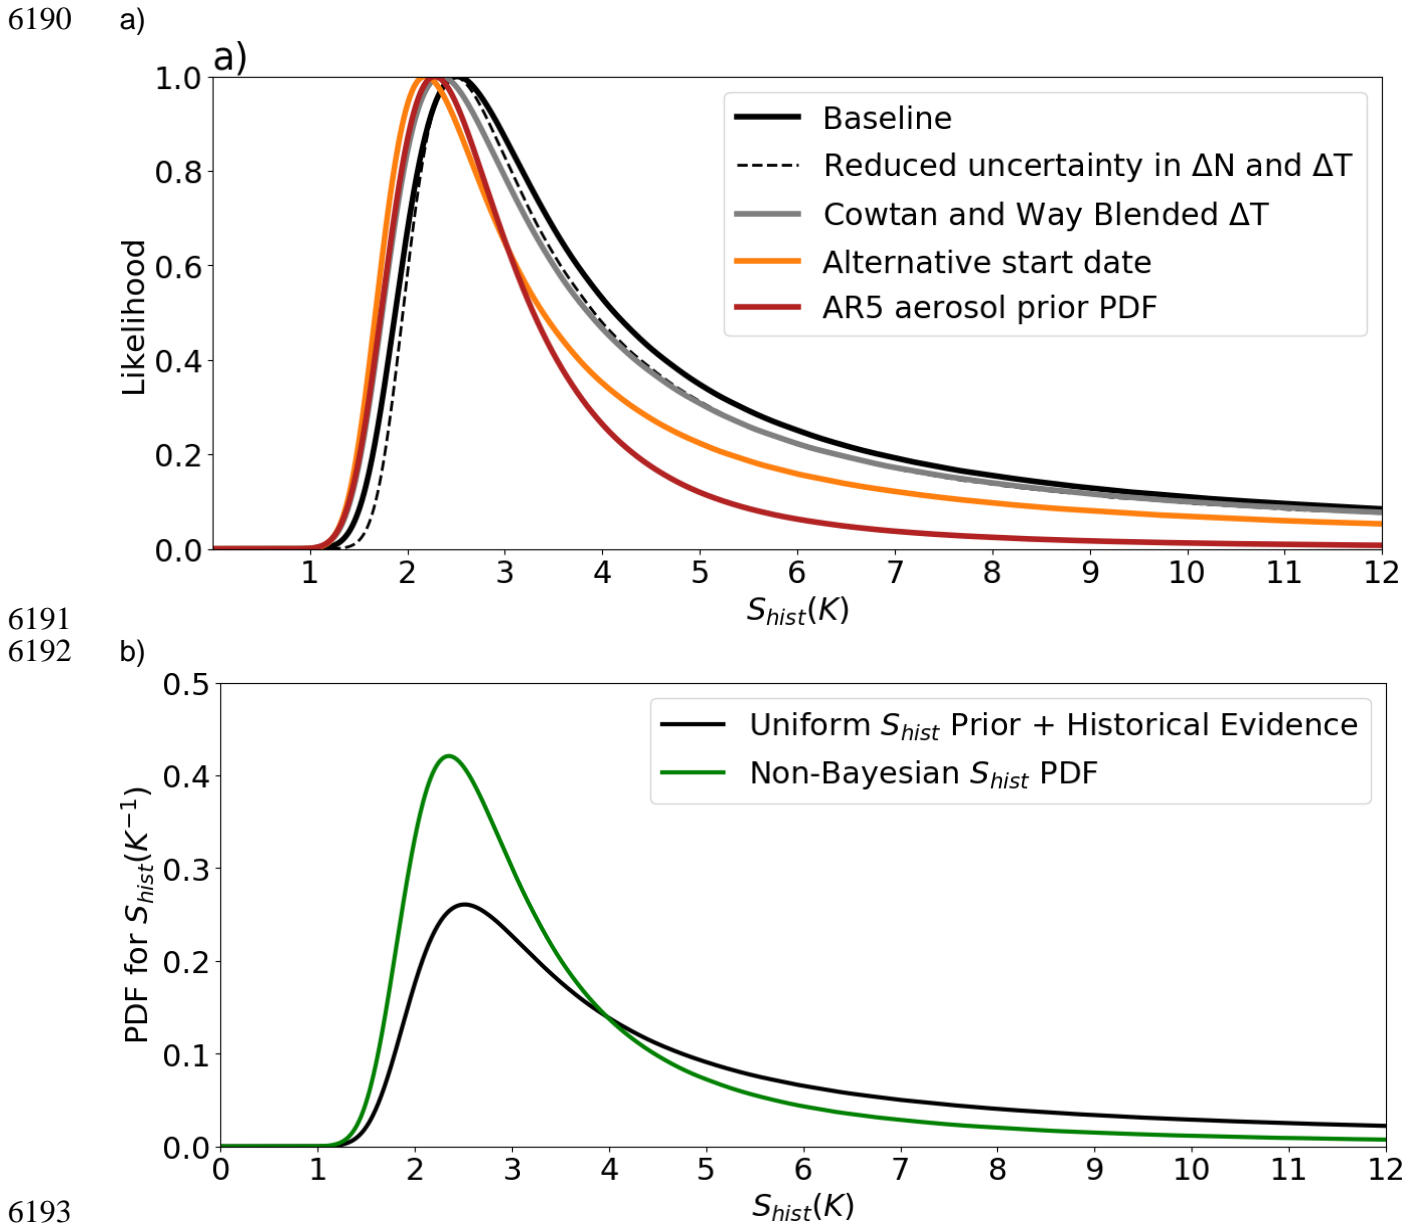 6190 a)
a)
1.0
0.8
0.6
0.4
0.2
0.0
Likelihood
Baseline
Reduced uncertainty in ΔN and ΔT
Cowtan and Way Blended ΔT
Alternative start date
AR5 aerosol prior PDF
1 2 3 4 5 6 7 8 9 10 11 12
S_hist(K)
6191
6192 b)
0.5
0.4
0.3
0.2
0.1
0.0
PDF for S_hist(K⁻¹)
Uniform S_hist Prior + Historical Evidence
Non-Bayesian S_hist PDF
0 1 2 3 4 5 6 7 8 9 10 11 12
S_hist(K)
6193